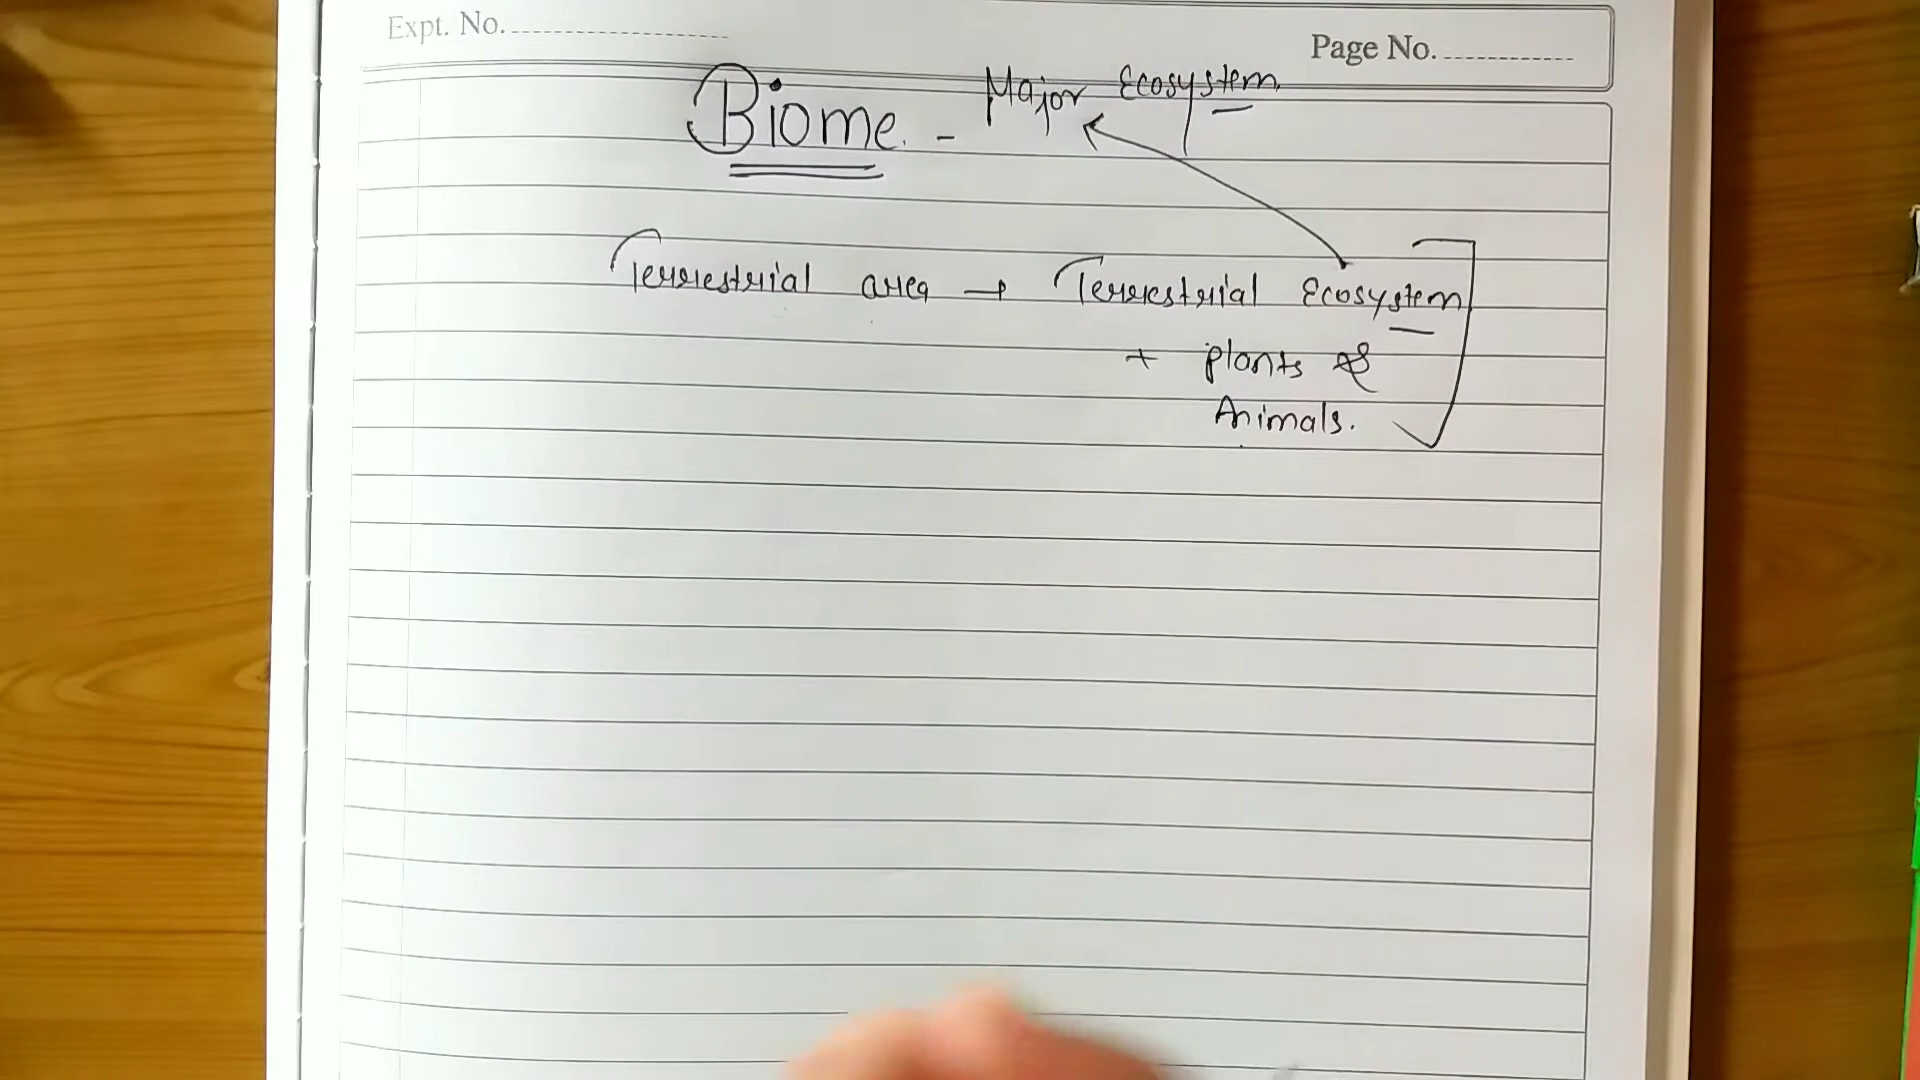 Expt. No.
Page No.
Biome. - Major Ecosystem
Terrestrial area → Terrestrial Ecosystem
+ plants &
Animals.